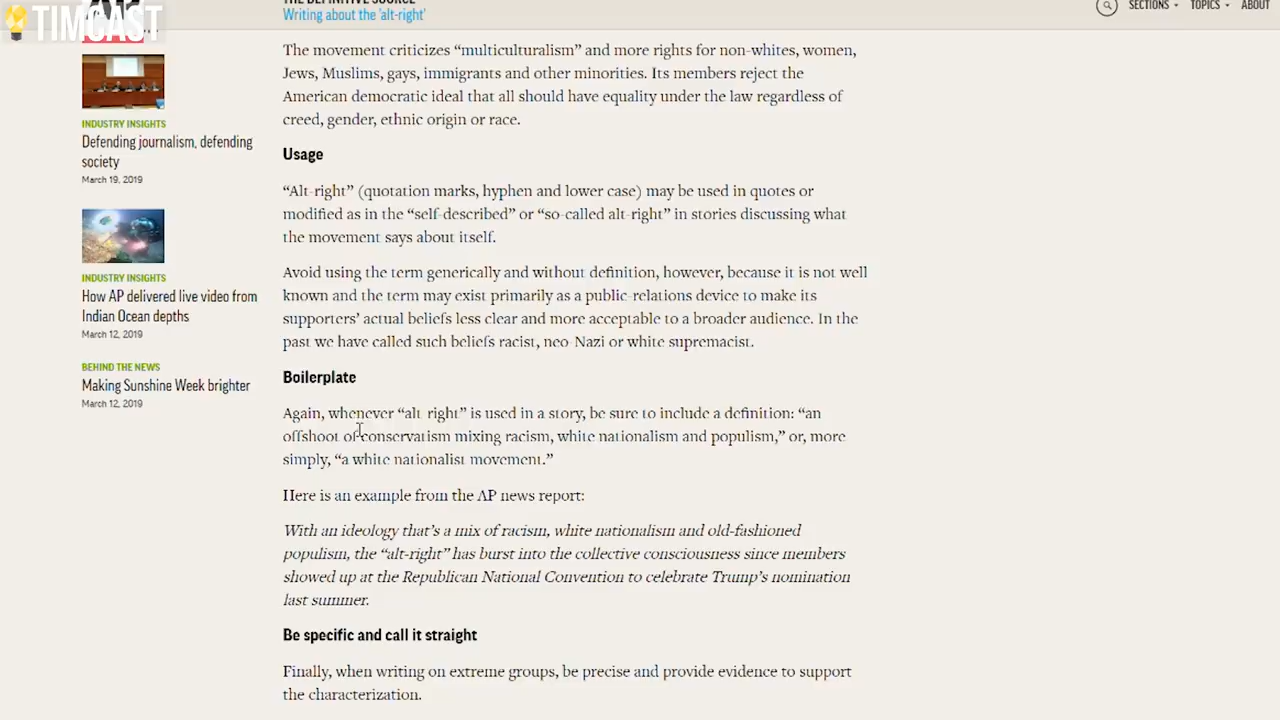 TIMCAST
THE DEFINITIVE SOURCE
Writing about the 'alt-right'
SECTIONS
TOPICS
ABOUT
INDUSTRY INSIGHTS
Defending journalism, defending
society
March 19, 2019
INDUSTRY INSIGHTS
How AP delivered live video from
Indian Ocean depths
March 12, 2019
BEHIND THE NEWS
Making Sunshine Week brighter
March 12, 2019
The movement criticizes “multiculturalism” and more rights for non-whites, women,
Jews, Muslims, gays, immigrants and other minorities. Its members reject the
American democratic ideal that all should have equality under the law regardless of
creed, gender, ethnic origin or race.
Usage
“Alt-right” (quotation marks, hyphen and lower case) may be used in quotes or
modified as in the “self-described” or “so-called alt-right” in stories discussing what
the movement says about itself.
Avoid using the term generically and without definition, however, because it is not well
known and the term may exist primarily as a public-relations device to make its
supporters’ actual beliefs less clear and more acceptable to a broader audience. In the
past we have called such beliefs racist, neo-Nazi or white supremacist.
Boilerplate
Again, whenever “alt-right” is used in a story, be sure to include a definition: “an
offshoot of conservatism mixing racism, white nationalism and populism,” or, more
simply, “a white nationalist movement.”
Here is an example from the AP news report:
With an ideology that’s a mix of racism, white nationalism and old-fashioned
populism, the “alt-right” has burst into the collective consciousness since members
showed up at the Republican National Convention to celebrate Trump’s nomination
last summer.
Be specific and call it straight
Finally, when writing on extreme groups, be precise and provide evidence to support
the characterization.